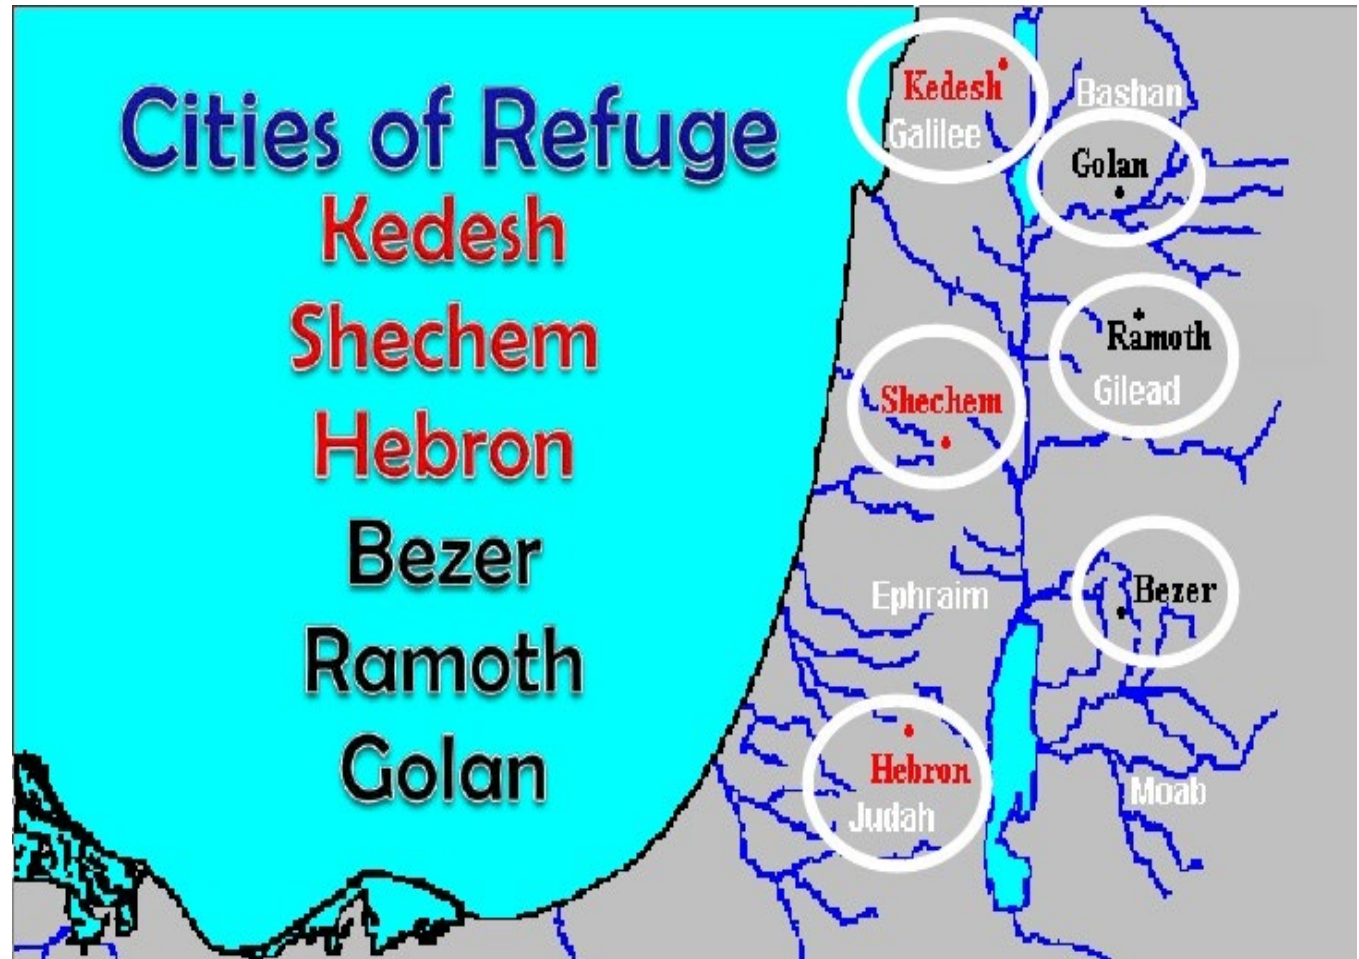 Cities of Refuge
Kedesh
Shechem
Hebron
Bezer
Ramoth
Golan
Kedesh
Galilee
Bashan
Golan
Ramoth
Gilead
Shechem
Ephraim
Bezer
Hebron
Judah
Moab